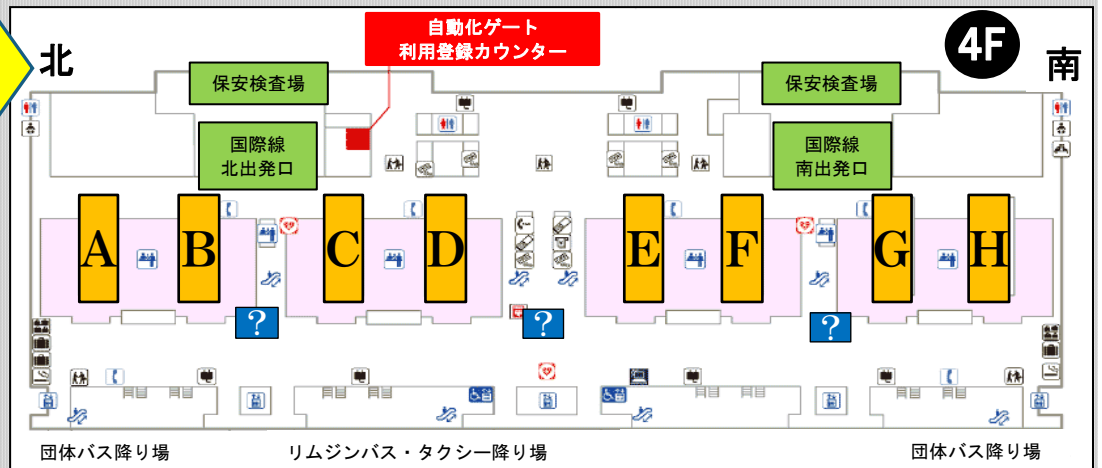 自動化ゲート
利用登録カウンター
4F
北
南
保安検査場
保安検査場
国際線
北出発口
国際線
南出発口
A
B
C
D
E
F
G
H
?
?
?
団体バス降り場
リムジンバス・タクシー降り場
団体バス降り場